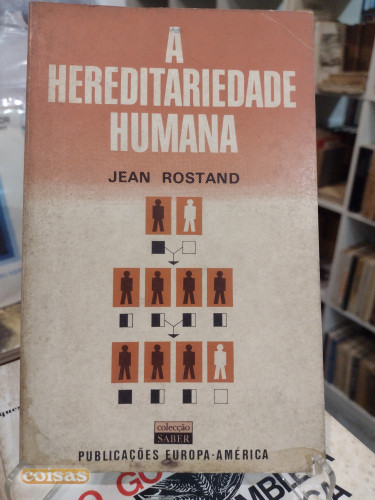 A
HEREDITARIEDADE
HUMANA
JEAN ROSTAND
colecção
SABER
PUBLICAÇÕES EUROPA-AMÉRICA
coisas